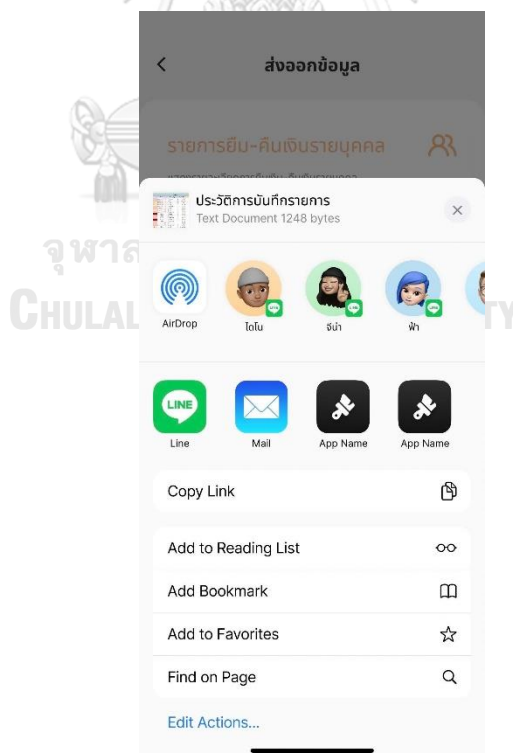 ส่งออกข้อมูล
รายการยืม-คืนเงินรายบุคคล
ประวัติการบันทึกรายการ
Text Document 1248 bytes
จุฬาล
CHULAL
TY
AirDrop
ไดโน
จีน่า
ฟ้า
LINE
Line
Mail
App Name
App Name
Copy Link
Add to Reading List
Add Bookmark
Add to Favorites
Find on Page
Edit Actions...